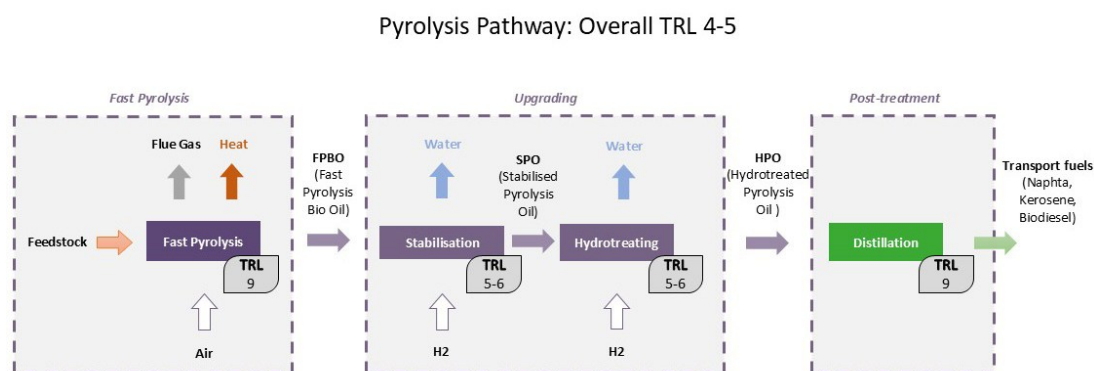 Pyrolysis Pathway: Overall TRL 4-5
Fast Pyrolysis
Flue Gas
Heat
Feedstock
Fast Pyrolysis
TRL
9
Air
FPBO
(Fast
Pyrolysis
Bio Oil)
Upgrading
Water
Stabilisation
TRL
5-6
H2
SPO
(Stabilised
Pyrolysis
Oil)
Water
Hydrotreating
TRL
5-6
H2
HPO
(Hydrotreated
Pyrolysis
Oil )
Post-treatment
Distillation
TRL
9
Transport fuels
(Naphta,
Kerosene,
Biodiesel)